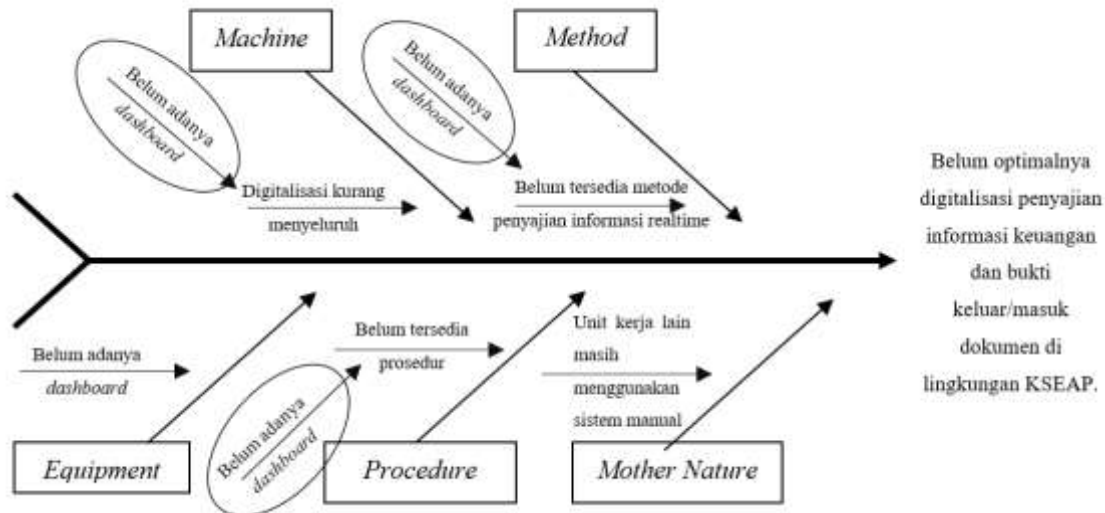 Machine
Method
Belum adanya
dashboard
Belum adanya
dashboard
Digitalisasi kurang
menyeluruh
Belum tersedia metode
penyajian informasi realtime
Belum optimalnya
digitalisasi penyajian
informasi keuangan
dan bukti
keluar/masuk
dokumen di
lingkungan KSEAP.
Belum adanya
dashboard
Belum tersedia
prosedur
Unit kerja lain
masih
menggunakan
sistem manual
Belum adanya
dashboard
Equipment
Procedure
Mother Nature